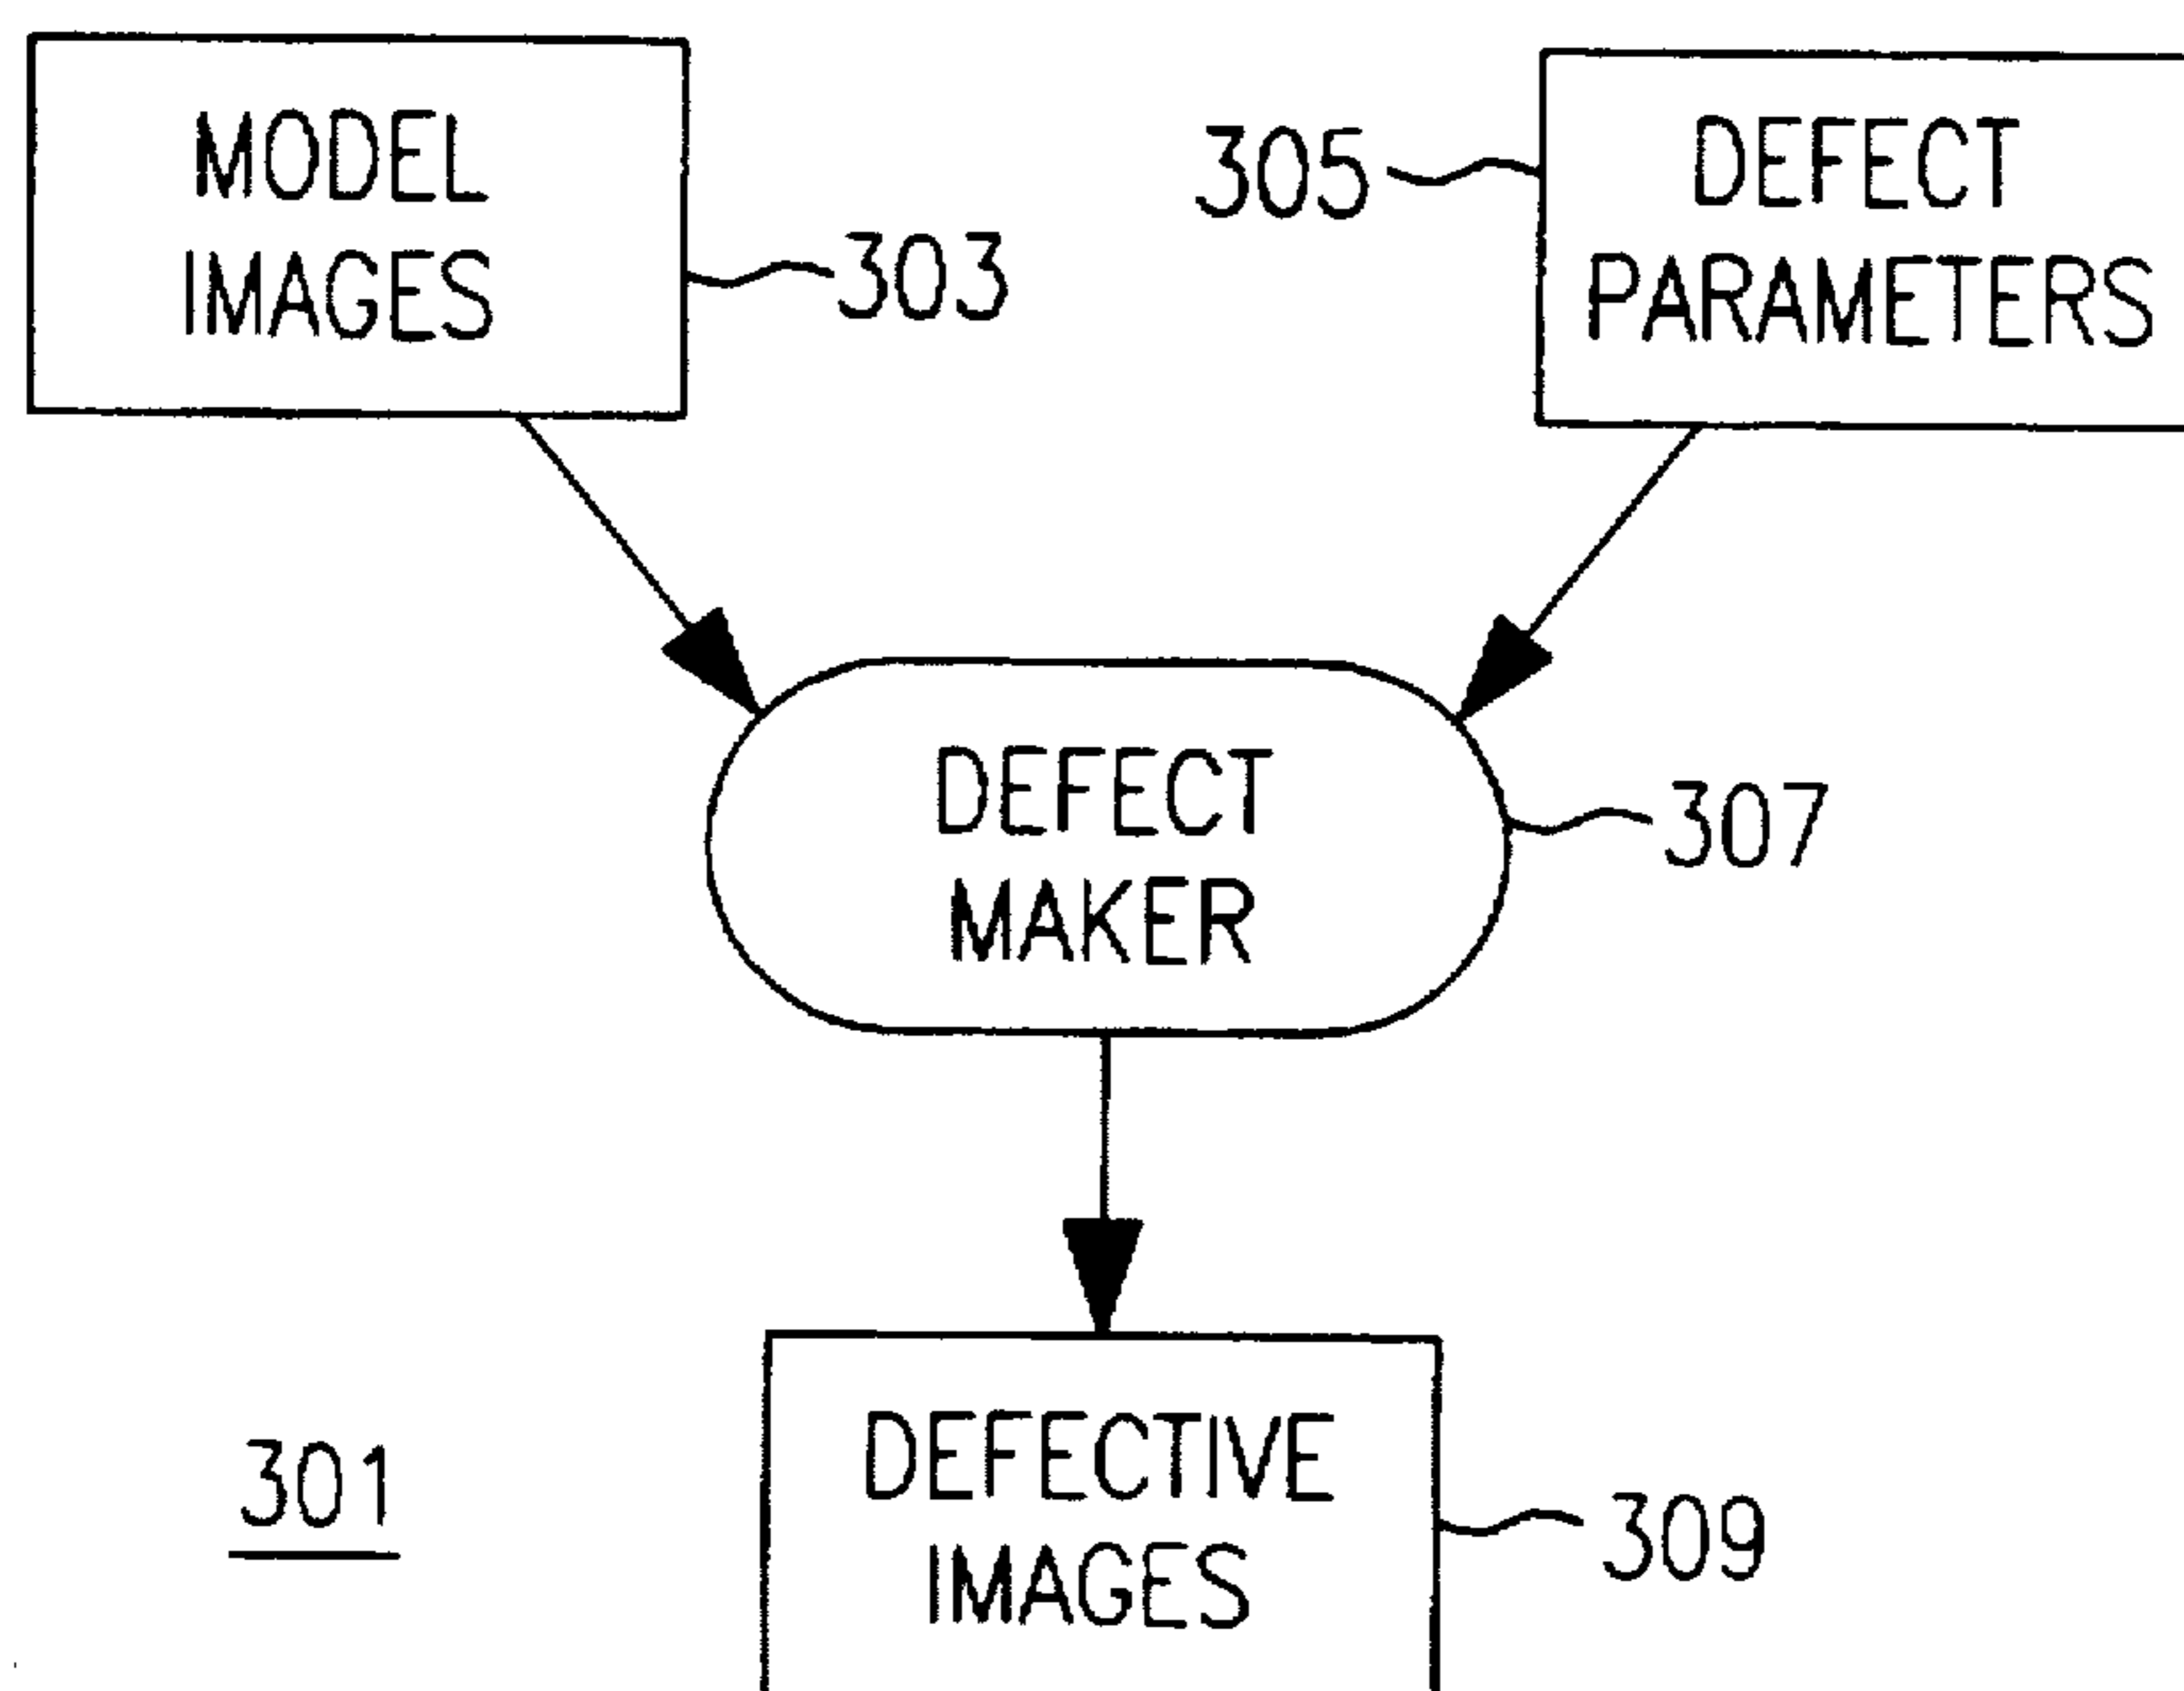 MODEL
IMAGES
303
305
DEFECT
PARAMETERS
DEFECT
MAKER
307
DEFECTIVE
IMAGES
309
301